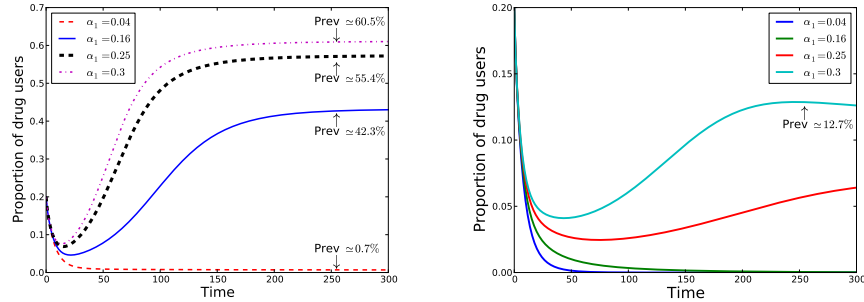 Proportion of drug users
0.7
0.6
0.5
0.4
0.3
0.2
0.1
0.0
α₁ =0.04
α₁ =0.16
α₁ =0.25
α₁ =0.3
Prev ≃60.5%
Prev ≃55.4%
Prev ≃42.3%
Prev ≃0.7%
0 50 100 150 200 250 300
Time
Proportion of drug users
0.20
0.15
0.10
0.05
0.00
α₁ =0.04
α₁ =0.16
α₁ =0.25
α₁ =0.3
Prev ≃12.7%
0 50 100 150 200 250 300
Time